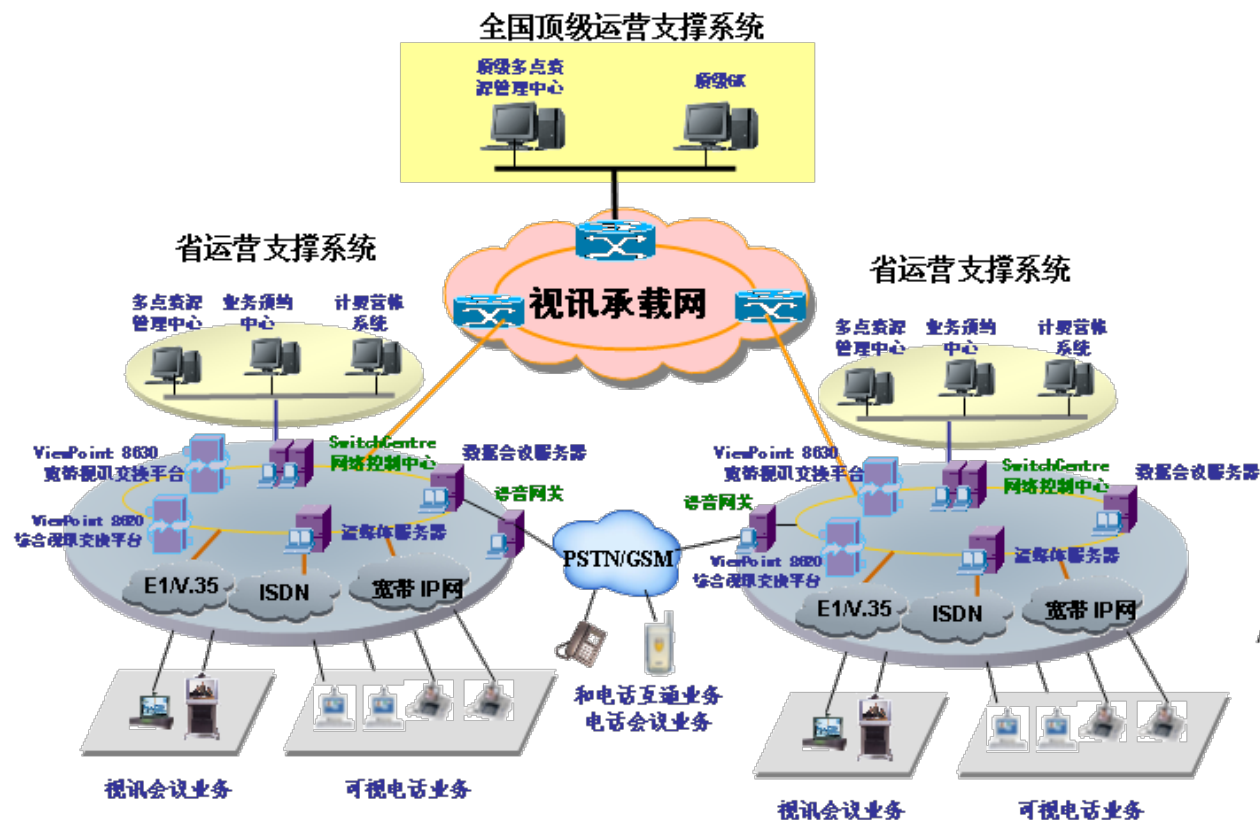 全国顶级运营支撑系统
顶级多点资
源管理中心
顶级GK
省运营支撑系统
多点资源
管理中心
业务预约
中心
计费营帐
系统
视讯承载网
省运营支撑系统
多点资源
管理中心
业务预约
中心
计费营帐
系统
ViewPoint 8630
宽带视讯交换平台
SwitchCentre
网络控制中心
数据会议服务器
语音网关
ViewPoint 8620
综合视讯交换平台
流媒体服务器
E1/V.35
ISDN
宽带 IP网
PSTN/GSM
ViewPoint 8630
宽带视讯交换平台
SwitchCentre
网络控制中心
数据会议服务器
语音网关
ViewPoint 8620
综合视讯交换平台
流媒体服务器
E1/V.35
ISDN
宽带 IP网
和电话互通业务
电话会议业务
视讯会议业务
可视电话业务
视讯会议业务
可视电话业务